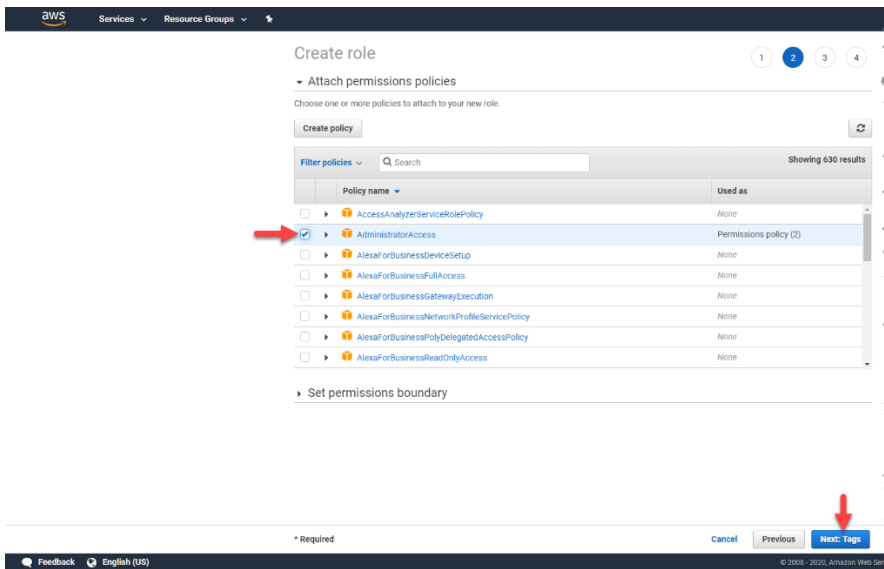 aws Services Resource Groups
Create role
1 2 3 4
Attach permissions policies
Choose one or more policies to attach to your new role.
Create policy
Filter policies Search Showing 630 results
Policy name Used as
AccessAnalyzerServiceRolePolicy None
AdministratorAccess Permissions policy (2)
AlexaForBusinessDeviceSetup None
AlexaForBusinessFullAccess None
AlexaForBusinessGatewayExecution None
AlexaForBusinessNetworkProfileServicePolicy None
AlexaForBusinessPolyDelegatedAccessPolicy None
AlexaForBusinessReadOnlyAccess None
Set permissions boundary
* Required Cancel Previous Next: Tags
Feedback English (US) © 2008 - 2020, Amazon Web Ser